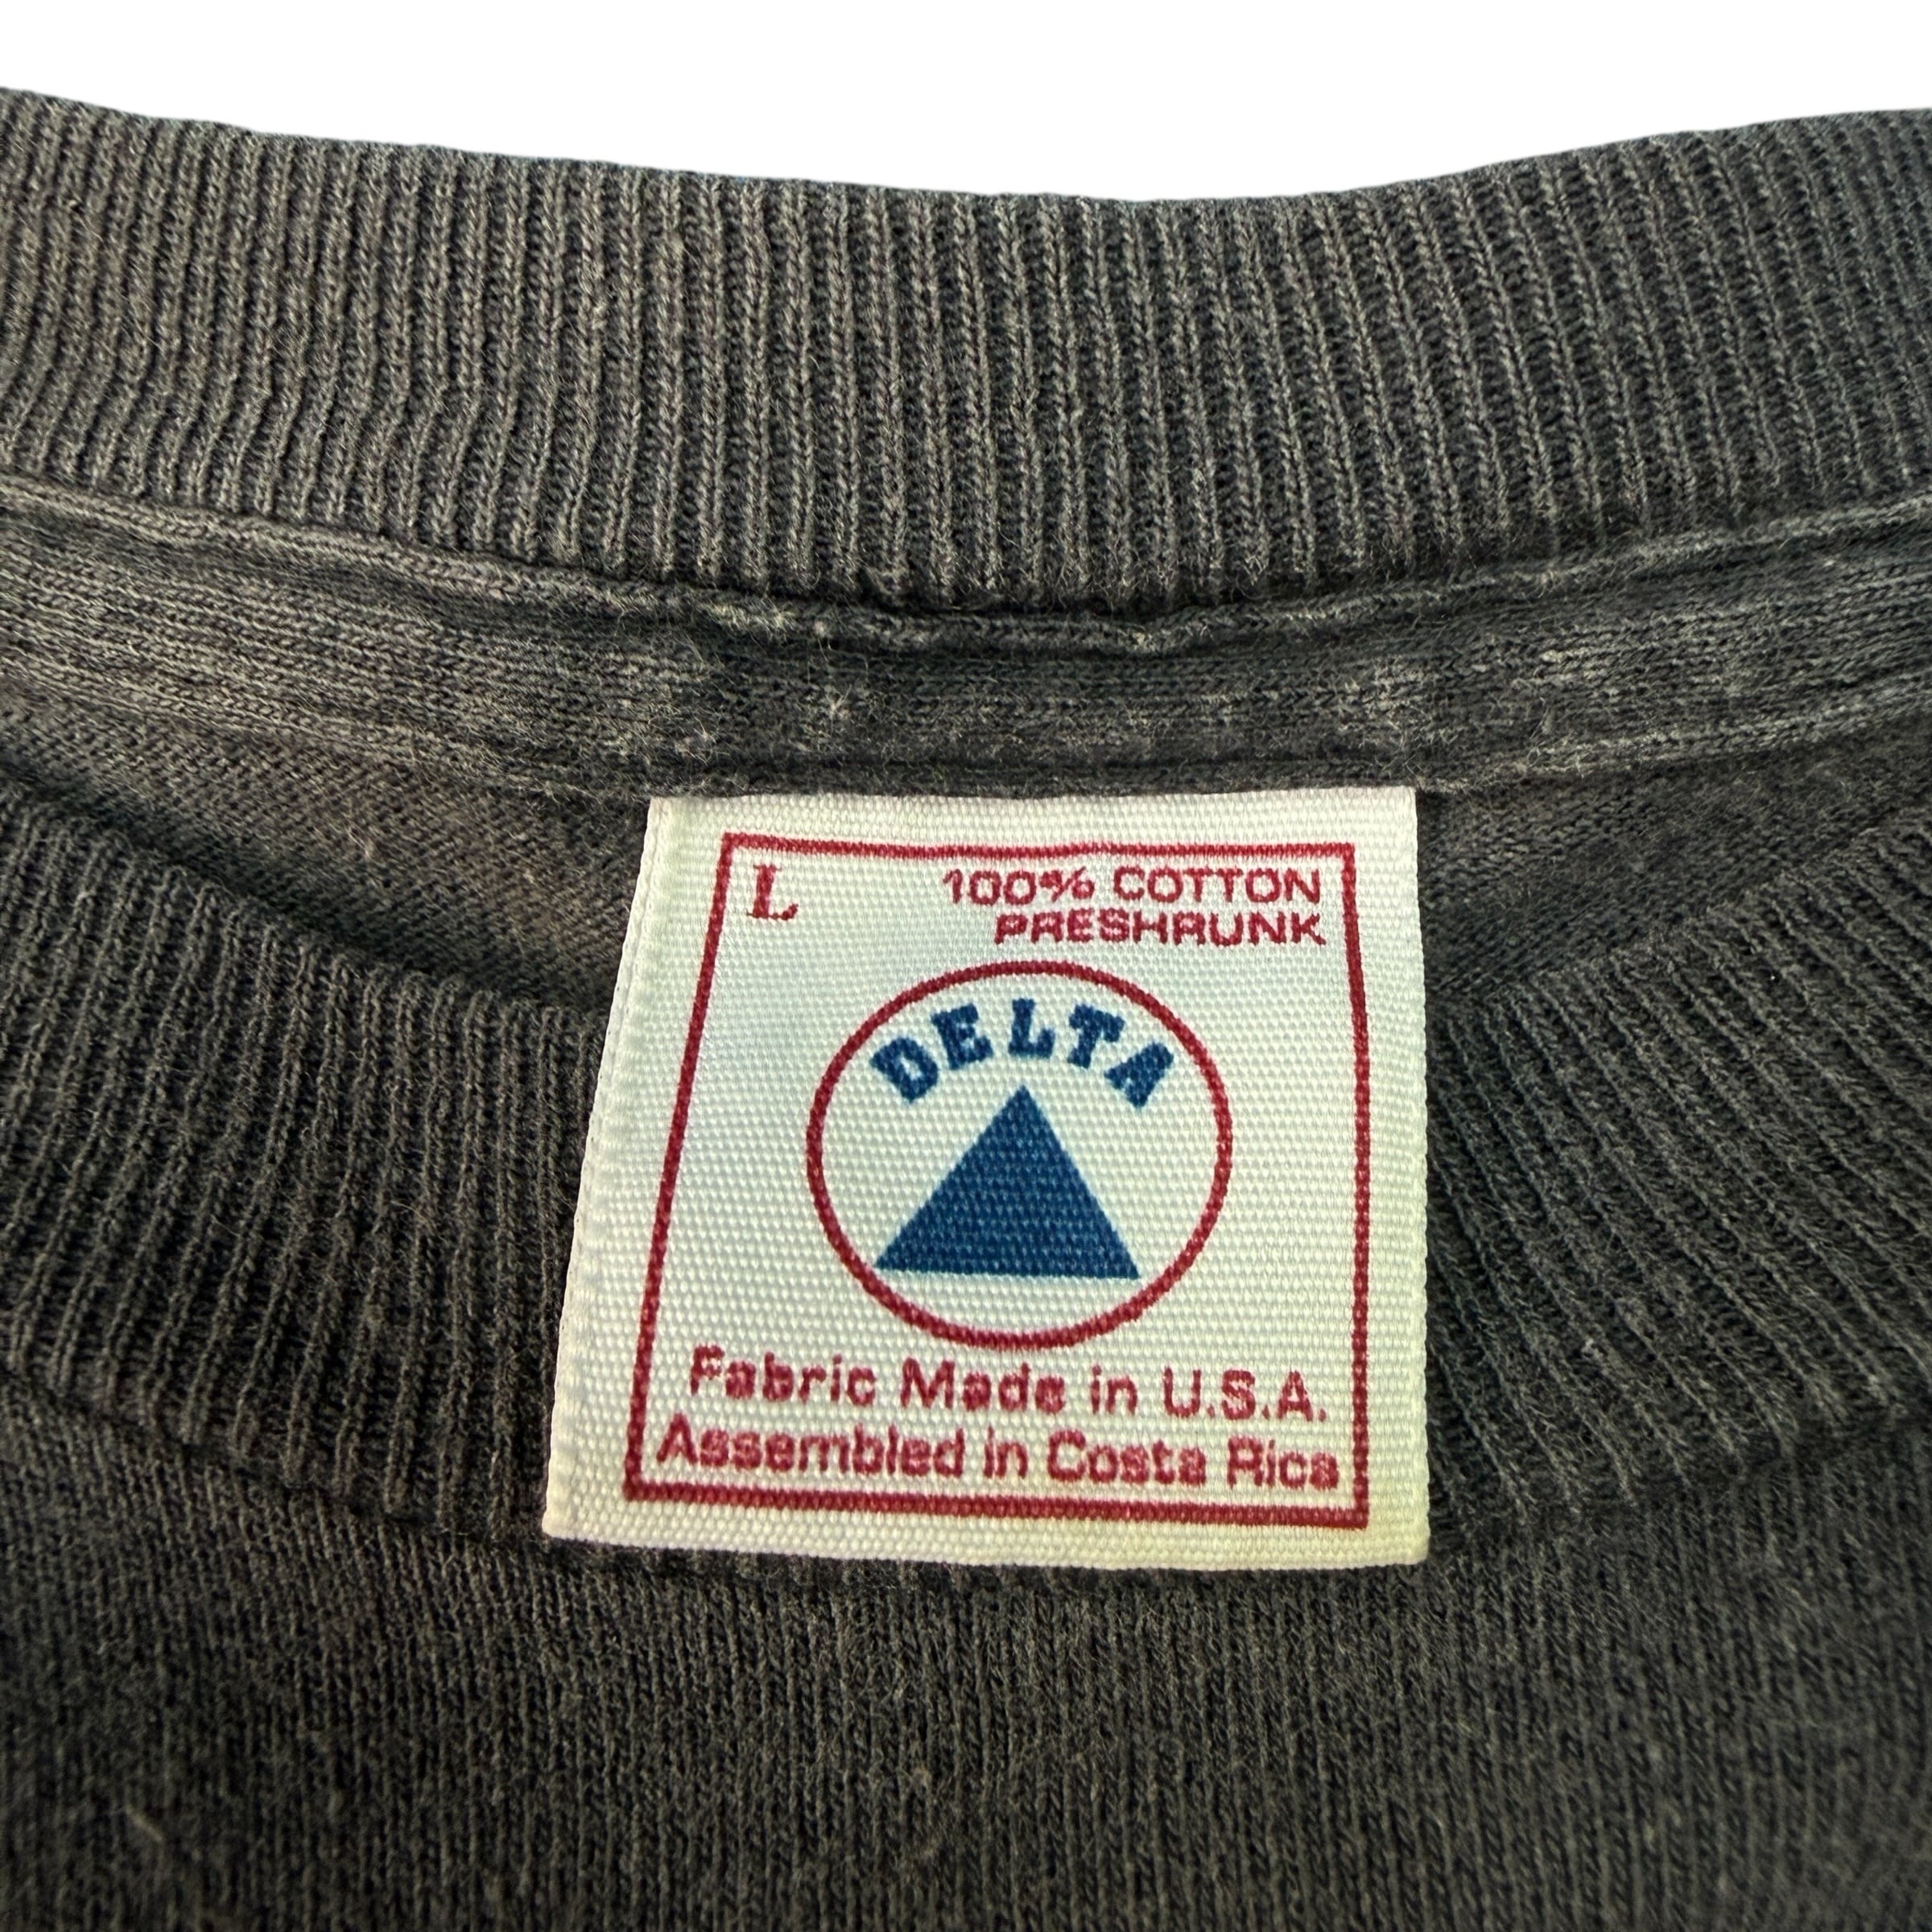 L
100% COTTON
PRESHRUNK
DELTA
Fabric Made in U.S.A.
Assembled in Costa Rica